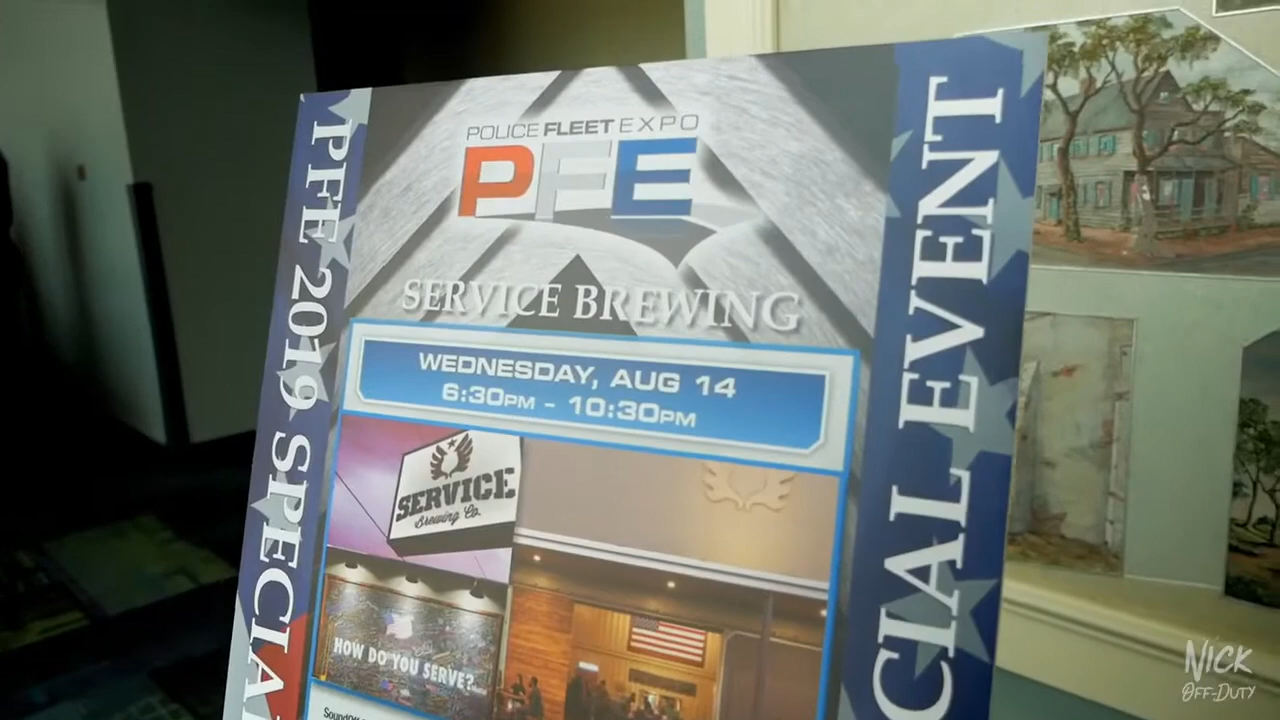 POLICE FLEET EXPO
PFE
SERVICE BREWING
WEDNESDAY, AUG 14
6:30PM - 10:30PM
SERVICE
Brewing Co.
HOW DO YOU SERVE?
PFE 2019 SPECIA
CIAL EVENT
NICK
OFF-DUTY